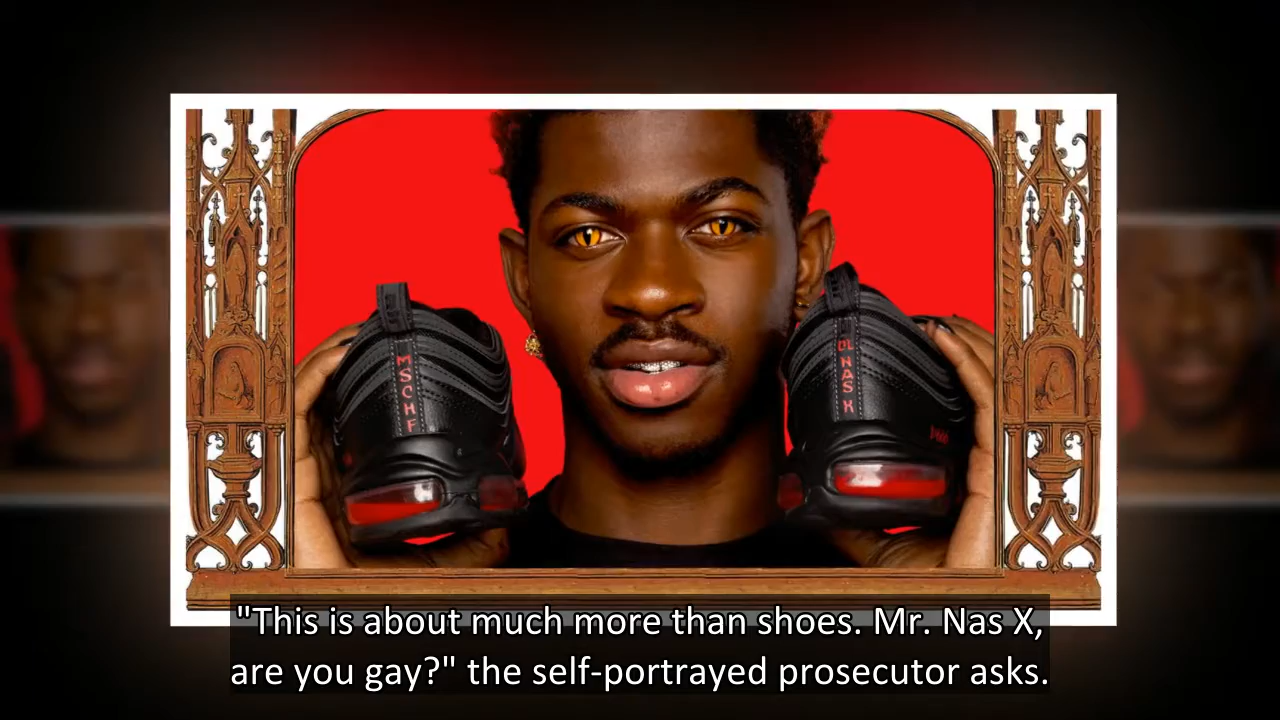 MSCHF
LIL NAS X
"This is about much more than shoes. Mr. Nas X,
are you gay?" the self-portrayed prosecutor asks.